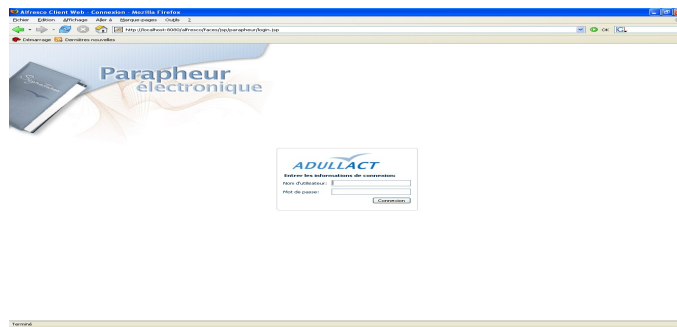 Alfresco Client Web - Connexion - Mozilla Firefox
Fichier Edition Affichage Aller à Marque-pages Outils ?
http://localhost:8080/alfresco/faces/jsp/parapheur/login.jsp
OK
Démarrage Dernières nouvelles
Parapheur
électronique
ADULLACT
Entrer les informations de connexion:
Nom d'utilisateur:
Mot de passe:
Connexion
Terminé